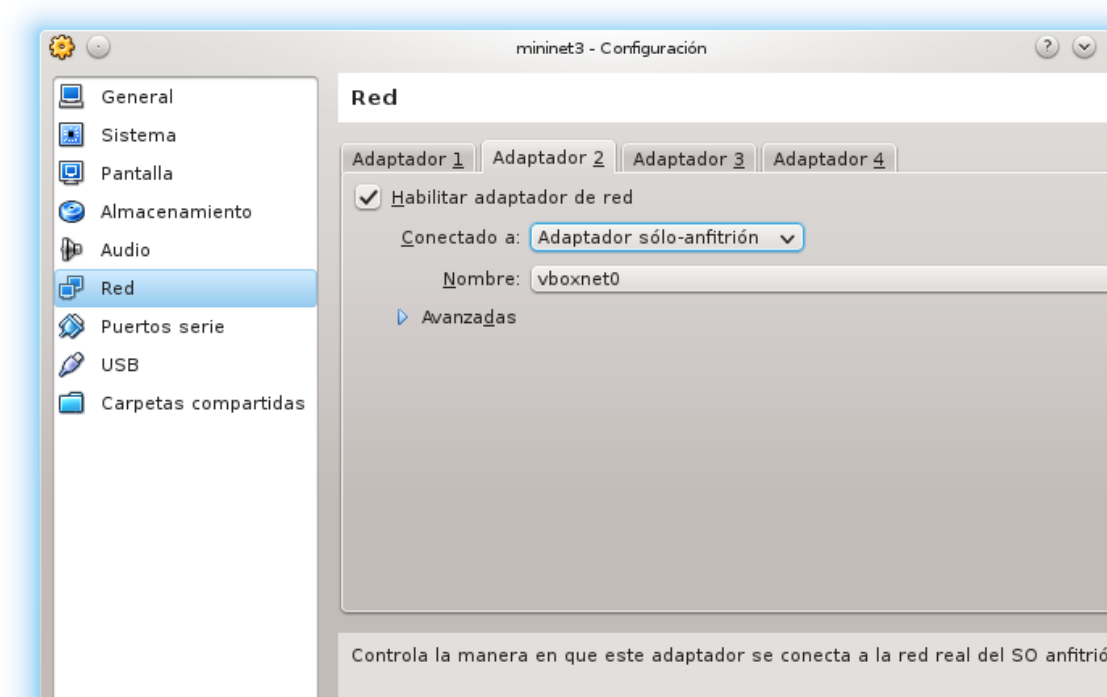 mininet3 - Configuración
General
Sistema
Pantalla
Almacenamiento
Audio
Red
Puertos serie
USB
Carpetas compartidas
Red
Adaptador 1 Adaptador 2 Adaptador 3 Adaptador 4
Habilitar adaptador de red
Conectado a: Adaptador sólo-anfitrión
Nombre: vboxnet0
Avanzadas
Controla la manera en que este adaptador se conecta a la red real del SO anfitrió